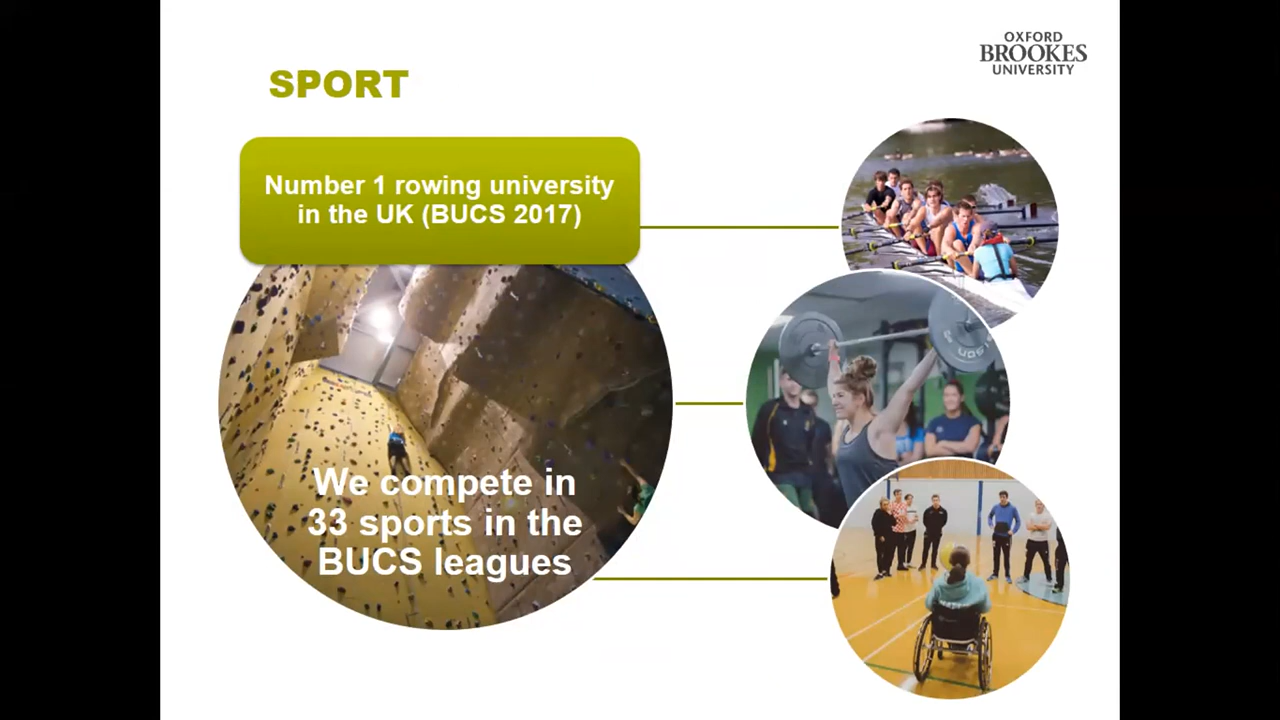 OXFORD
BROOKES
UNIVERSITY
SPORT
Number 1 rowing university
in the UK (BUCS 2017)
We compete in
33 sports in the
BUCS leagues